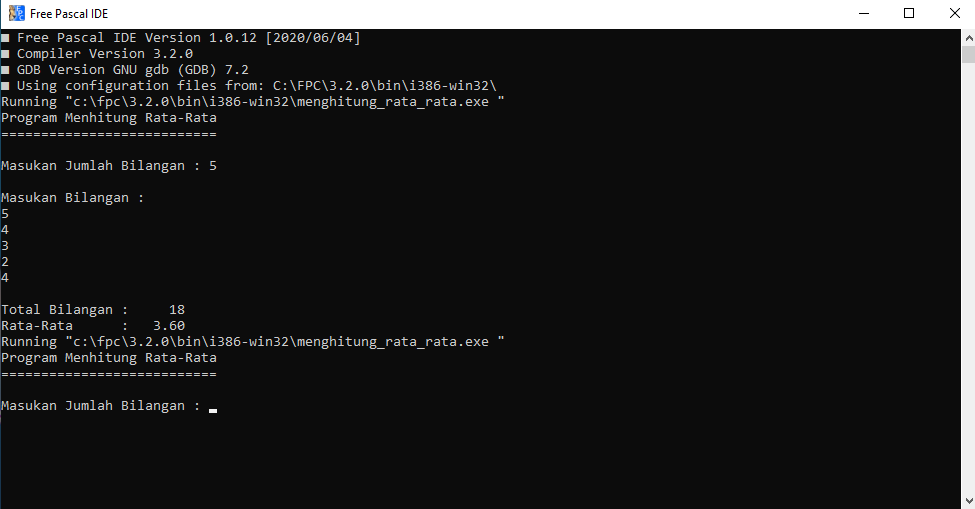 Free Pascal IDE
■ Free Pascal IDE Version 1.0.12 [2020/06/04]
■ Compiler Version 3.2.0
■ GDB Version GNU gdb (GDB) 7.2
■ Using configuration files from: C:\FPC\3.2.0\bin\i386-win32\
Running "c:\fpc\3.2.0\bin\i386-win32\menghitung_rata_rata.exe "
Program Menhitung Rata-Rata
===========================
Masukan Jumlah Bilangan : 5
Masukan Bilangan :
5
4
3
2
4
Total Bilangan :     18
Rata-Rata      :   3.60
Running "c:\fpc\3.2.0\bin\i386-win32\menghitung_rata_rata.exe "
Program Menhitung Rata-Rata
===========================
Masukan Jumlah Bilangan : _